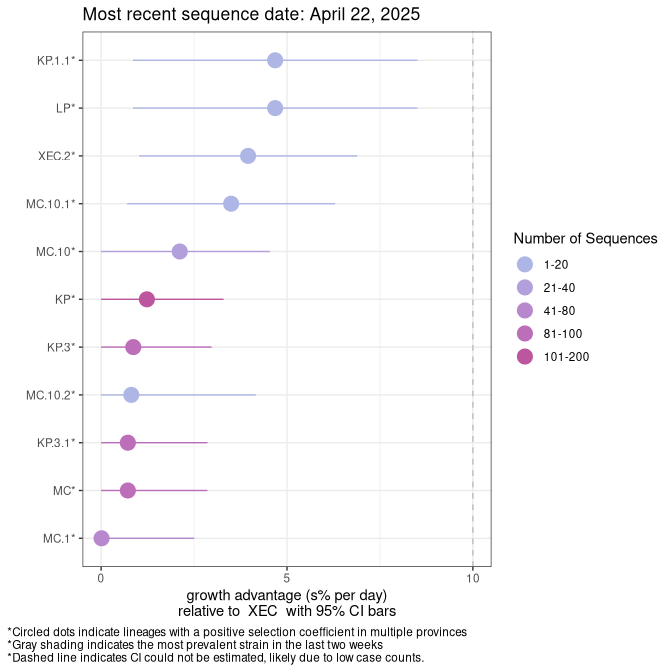 Most recent sequence date: April 22, 2025
KP.1.1*
LP*
XEC.2*
MC.10.1*
MC.10*
KP*
KP.3*
MC.10.2*
KP.3.1*
MC*
MC.1*
0 5 10
growth advantage (s% per day)
relative to XEC with 95% CI bars
Number of Sequences
1-20
21-40
41-80
81-100
101-200
*Circled dots indicate lineages with a positive selection coefficient in multiple provinces
*Gray shading indicates the most prevalent strain in the last two weeks
*Dashed line indicates CI could not be estimated, likely due to low case counts.